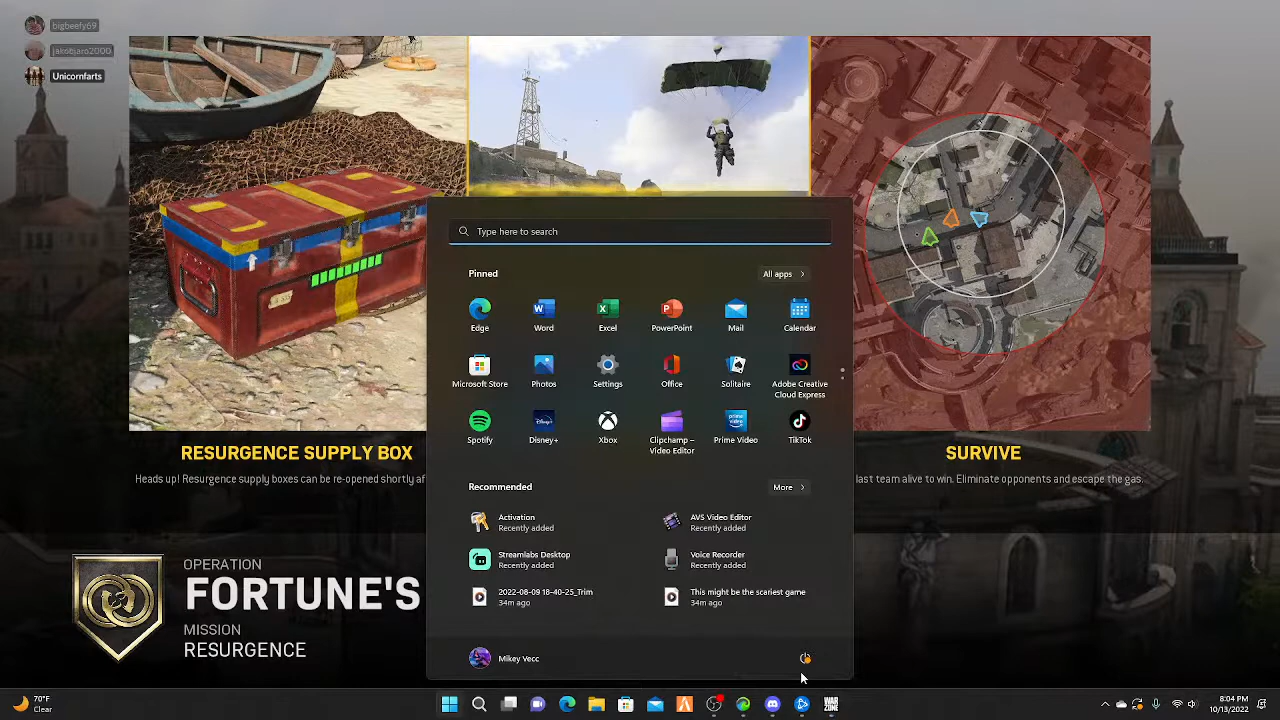 bigbeefy69
jakobjaro2000
Unicornfarts
Type here to search
Pinned
All apps
Edge
Word
Excel
PowerPoint
Mail
Calendar
Microsoft Store
Photos
Settings
Office
Solitaire
Adobe Creative
Cloud Express
Spotify
Disney+
Xbox
Clipchamp –
Video Editor
Prime Video
TikTok
RESURGENCE SUPPLY BOX
SURVIVE
Heads up! Resurgence supply boxes can be re-opened shortly af
last team alive to win. Eliminate opponents and escape the gas.
Recommended
More
Activation
Recently added
AVS Video Editor
Recently added
Streamlabs Desktop
Recently added
Voice Recorder
Recently added
2022-08-09 18-40-25_Trim
34m ago
This might be the scariest game
34m ago
OPERATION
FORTUNE'S
MISSION
RESURGENCE
Mikey Vecc
70°F
Clear
WAR
ZONE
8:04 PM
10/13/2022